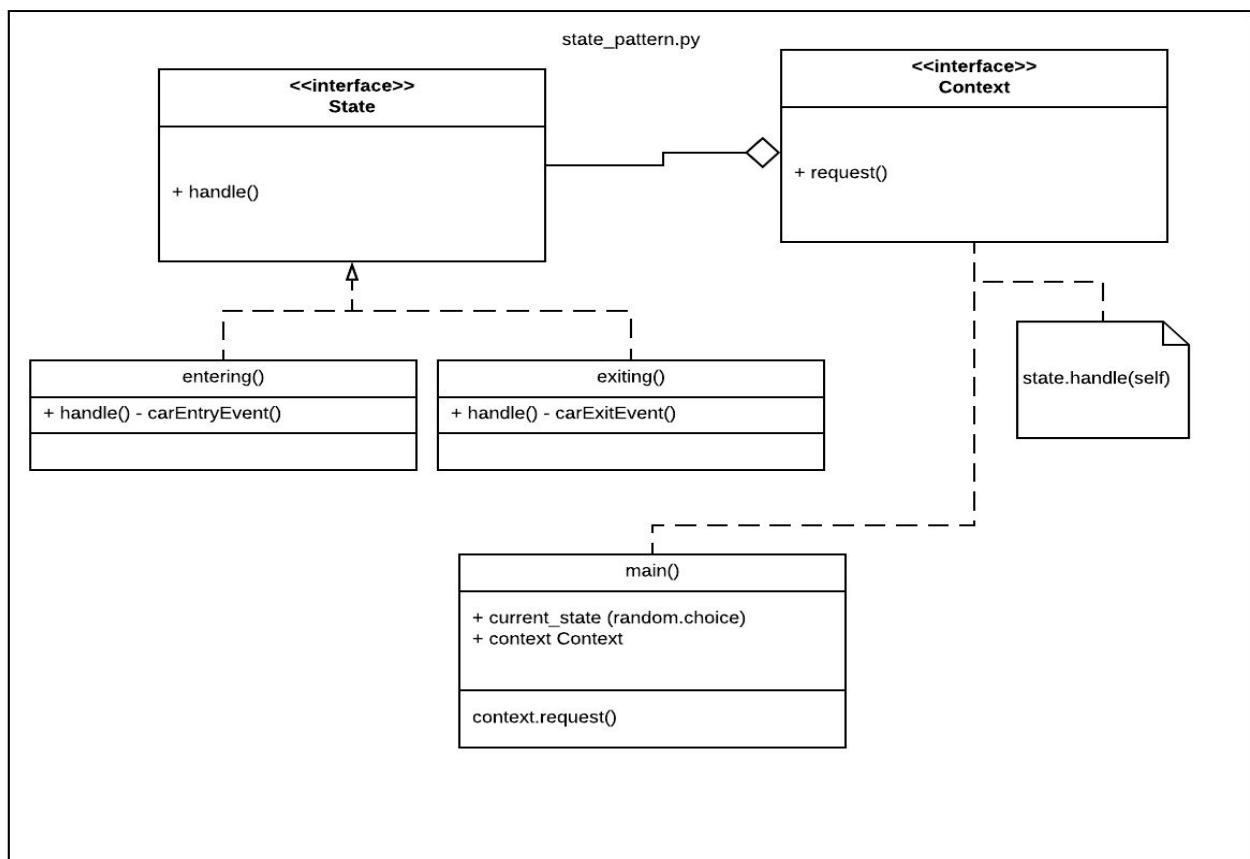 state_pattern.py
<<interface>>
State
+ handle()
<<interface>>
Context
+ request()
entering()
+ handle() - carEntryEvent()
exiting()
+ handle() - carExitEvent()
state.handle(self)
main()
+ current_state (random.choice)
+ context Context
context.request()